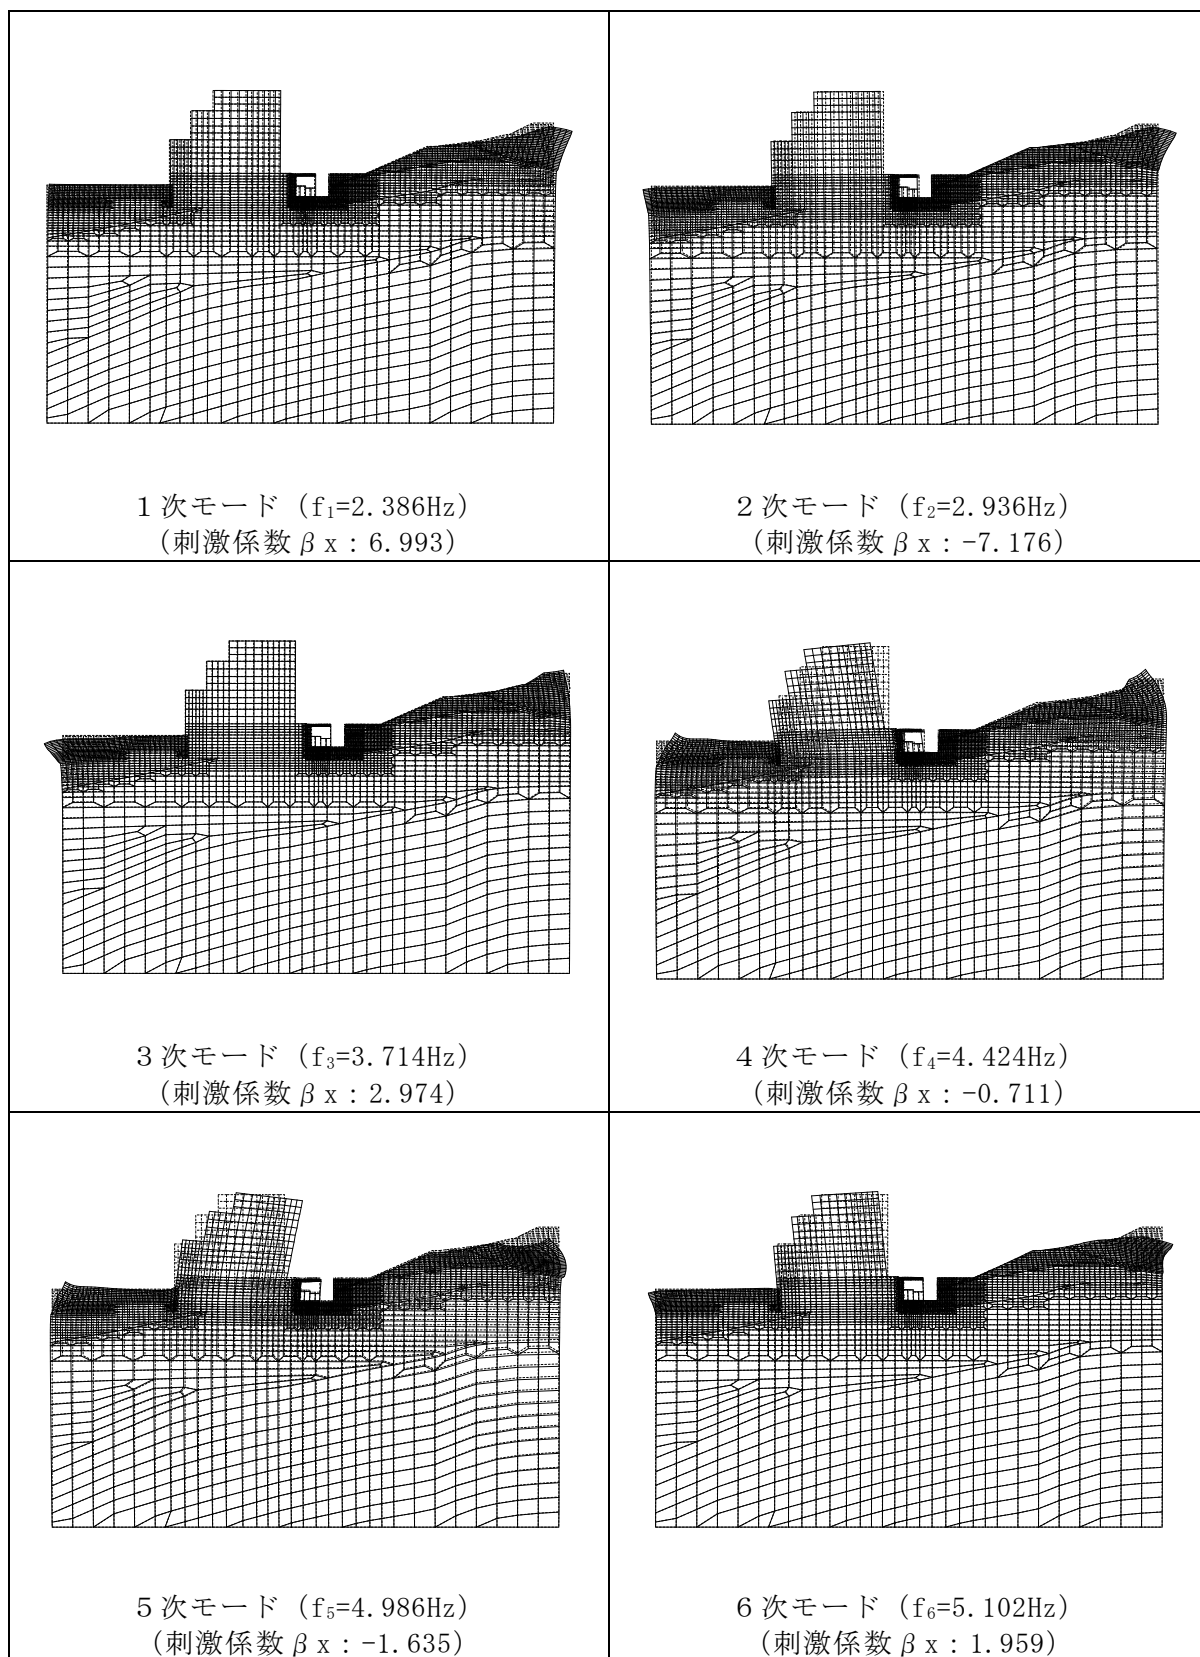 1次モード（f₁=2.386Hz）
（刺激係数βx：6.993）
2次モード（f₂=2.936Hz）
（刺激係数βx：-7.176）
3次モード（f₃=3.714Hz）
（刺激係数βx：2.974）
4次モード（f₄=4.424Hz）
（刺激係数βx：-0.711）
5次モード（f₅=4.986Hz）
（刺激係数βx：-1.635）
6次モード（f₆=5.102Hz）
（刺激係数βx：1.959）